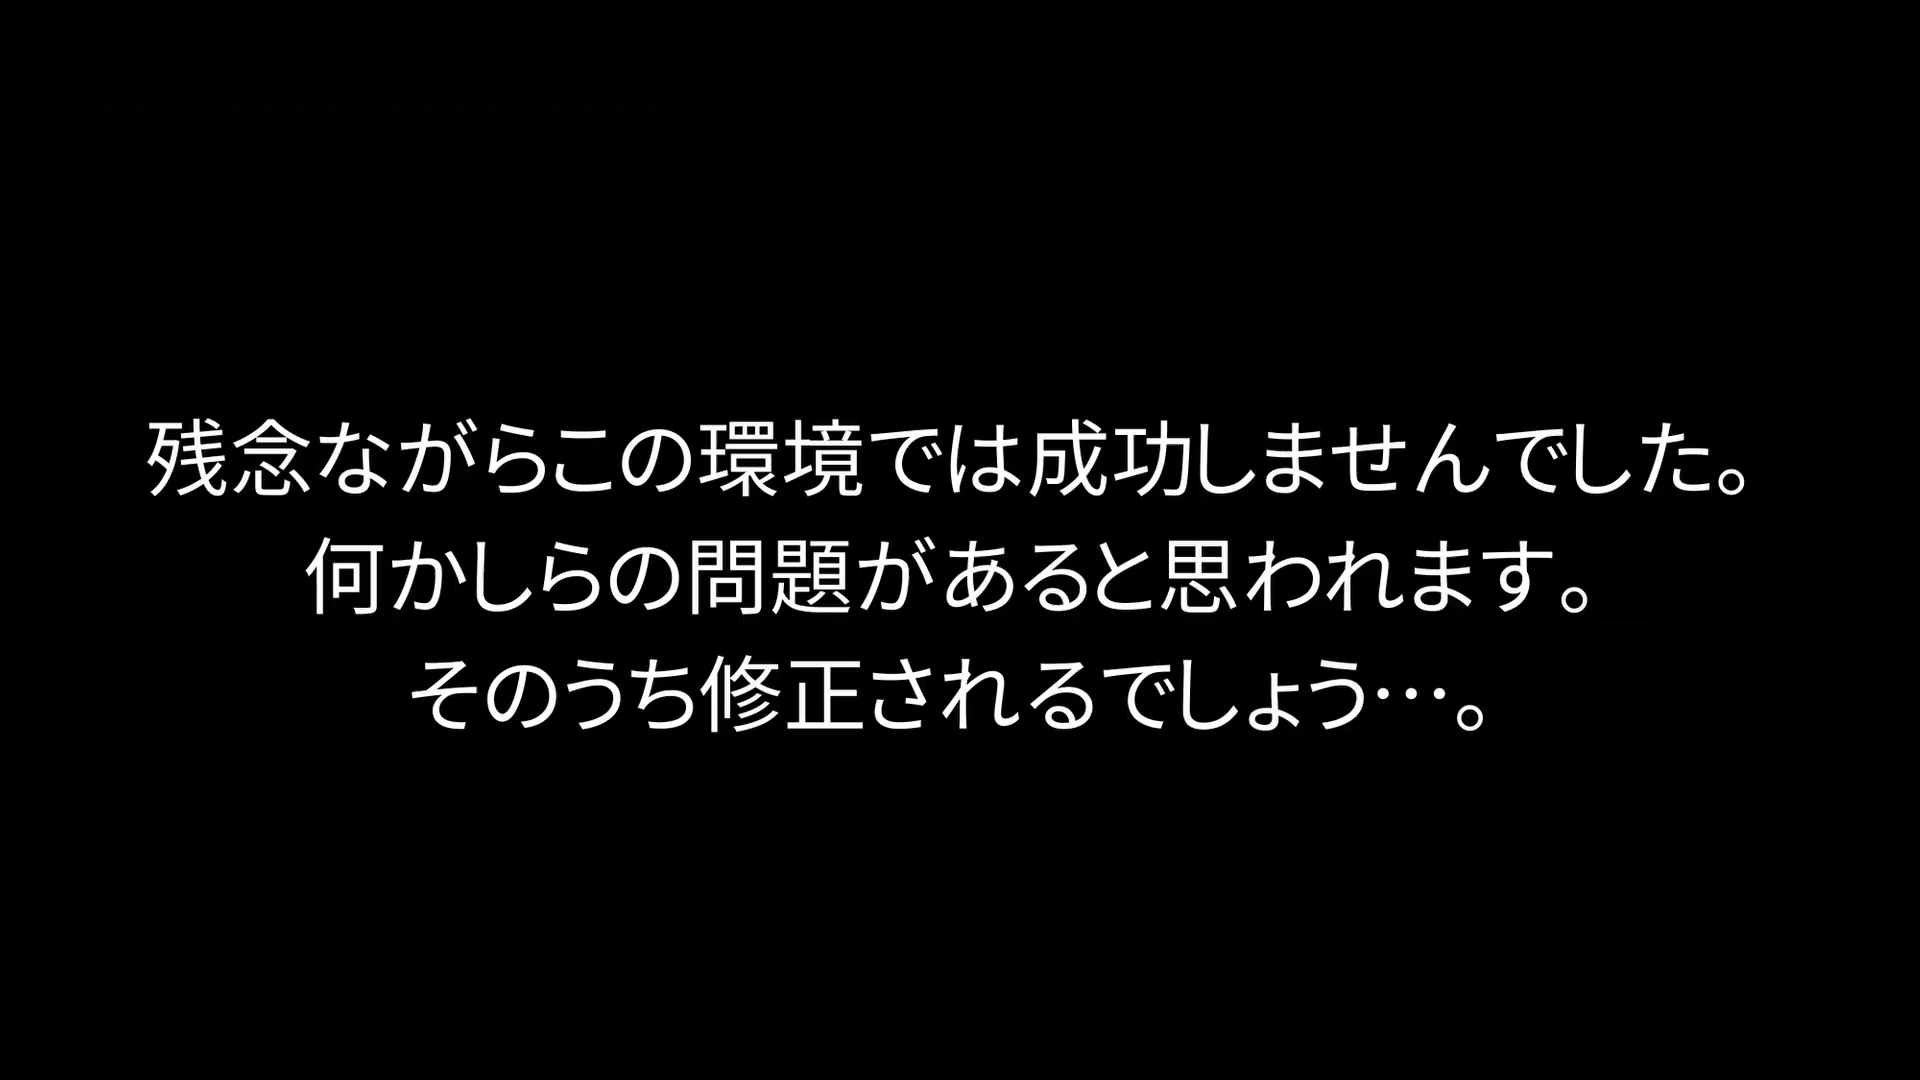 残念ながらこの環境では成功しませんでした。
何かしらの問題があると思われます。
そのうち修正されるでしょう…。